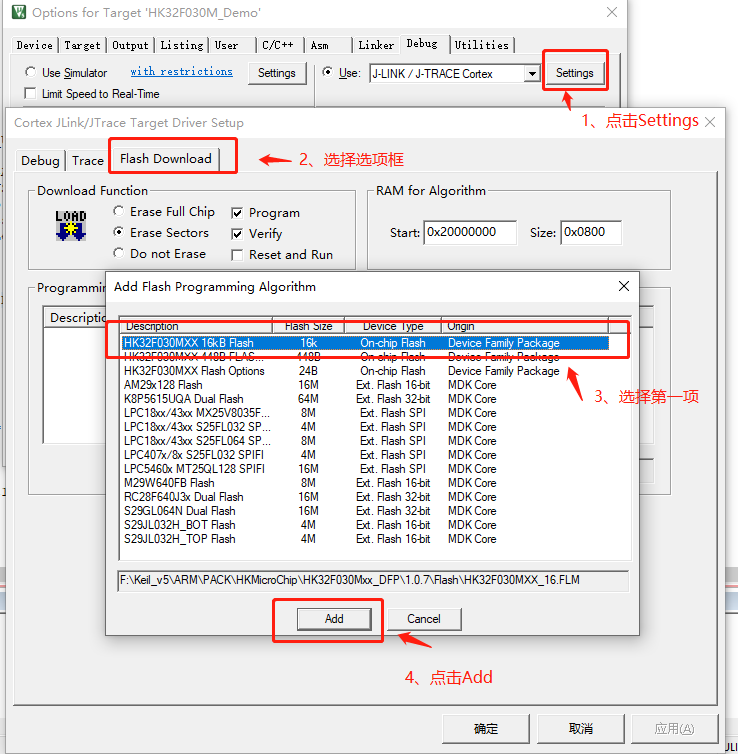 Options for Target 'HK32F030M_Demo'
Device Target Output Listing User C/C++ Asm Linker Debug Utilities
Use Simulator with restrictions Settings Use: J-LINK / J-TRACE Cortex Settings
Limit Speed to Real-Time
1、点击Settings
Cortex JLink/JTrace Target Driver Setup
Debug Trace Flash Download
2、选择选项框
Download Function
LOAD
Erase Full Chip Program
Erase Sectors Verify
Do not Erase Reset and Run
RAM for Algorithm
Start: 0x20000000 Size: 0x0800
Programmin
Descriptio
Add Flash Programming Algorithm
Description Flash Size Device Type Origin
HK32F030MXX 16kB Flash 16k On-chip Flash Device Family Package
HK32F030MXX 448B FLAS... 448B On-chip Flash Device Family Package
HK32F030MXX Flash Options 24B On-chip Flash Device Family Package
AM29x128 Flash 16M Ext. Flash 16-bit MDK Core
K8P5615UQA Dual Flash 64M Ext. Flash 32-bit MDK Core
LPC18xx/43xx MX25V8035F... 8M Ext. Flash SPI MDK Core
LPC18xx/43xx S25FL032 SP... 4M Ext. Flash SPI MDK Core
LPC18xx/43xx S25FL064 SP... 8M Ext. Flash SPI MDK Core
LPC407x/8x S25FL032 SPIFI 4M Ext. Flash SPI MDK Core
LPC5460x MT25QL128 SPIFI 16M Ext. Flash SPI MDK Core
M29W640FB Flash 8M Ext. Flash 16-bit MDK Core
RC28F640J3x Dual Flash 16M Ext. Flash 32-bit MDK Core
S29GL064N Dual Flash 16M Ext. Flash 32-bit MDK Core
S29JL032H_BOT Flash 4M Ext. Flash 16-bit MDK Core
S29JL032H_TOP Flash 4M Ext. Flash 16-bit MDK Core
3、选择第一项
F:\Keil_v5\ARM\PACK\HKMicroChip\HK32F030Mxx_DFP\1.0.7\Flash\HK32F030MXX_16.FLM
Add Cancel
4、点击Add
确定 取消 应用(A)